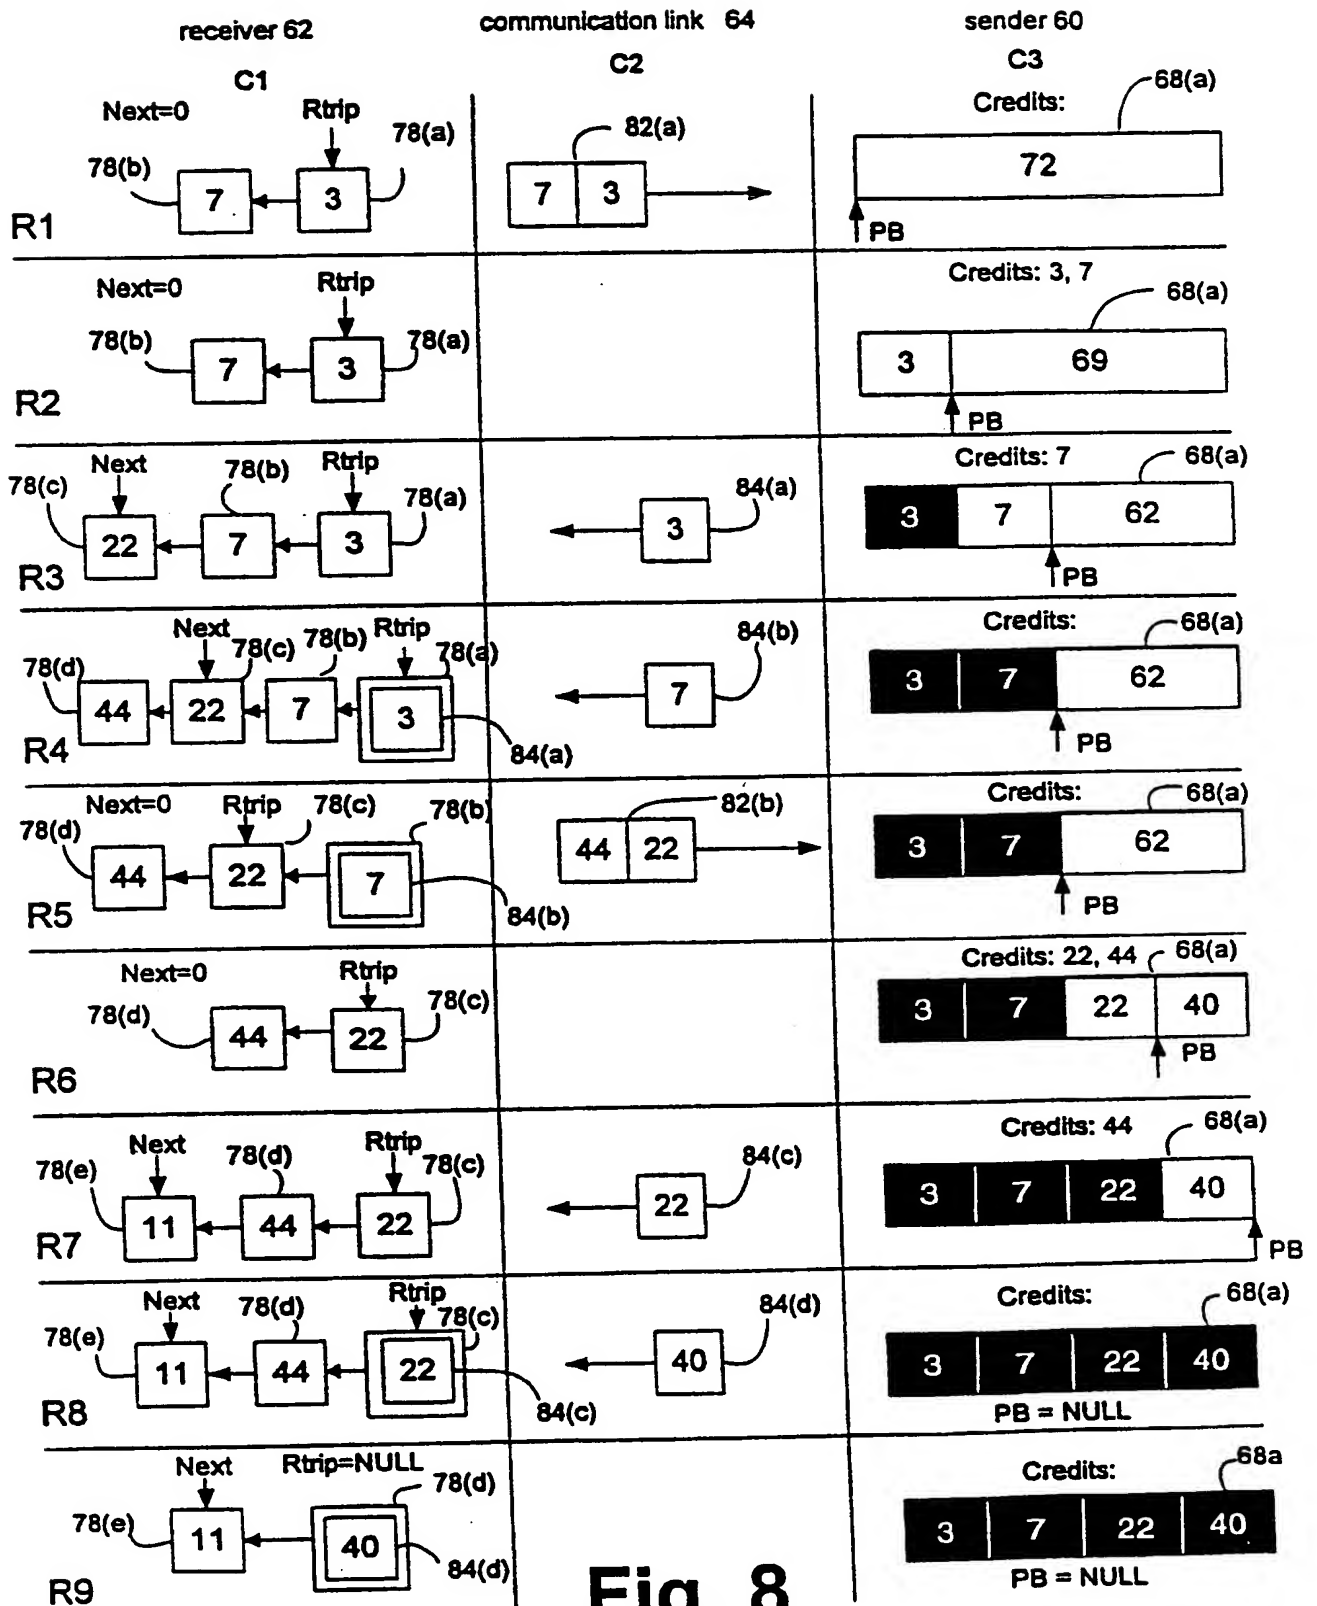 receiver 62
communication link 64
sender 60
C1
C2
C3
Next=0
Rtrip
78(a)
78(b)
7
3
82(a)
7
3
Credits:
68(a)
72
PB
R1
Next=0
Rtrip
78(b)
78(a)
7
3
Credits: 3, 7
68(a)
3
69
PB
R2
Next
78(b)
Rtrip
78(c)
78(a)
22
7
3
84(a)
3
Credits: 7
68(a)
3
7
62
PB
R3
Next
78(c)
78(b)
Rtrip
78(a)
78(d)
44
22
7
3
84(a)
84(b)
7
Credits:
68(a)
3
7
62
PB
R4
Next=0
Rtrip
78(c)
78(b)
78(d)
44
22
7
84(b)
82(b)
44
22
Credits:
68(a)
3
7
62
PB
R5
Next=0
Rtrip
78(d)
78(c)
44
22
Credits: 22, 44
68(a)
3
7
22
40
PB
R6
Next
78(d)
Rtrip
78(c)
78(e)
11
44
22
84(c)
22
Credits: 44
68(a)
3
7
22
40
PB
R7
Next
78(d)
Rtrip
78(c)
78(e)
11
44
22
84(c)
84(d)
40
Credits:
68(a)
3
7
22
40
PB = NULL
R8
Next
Rtrip=NULL
78(d)
78(e)
11
40
84(d)
Credits:
68a
3
7
22
40
PB = NULL
R9
Fig. 8